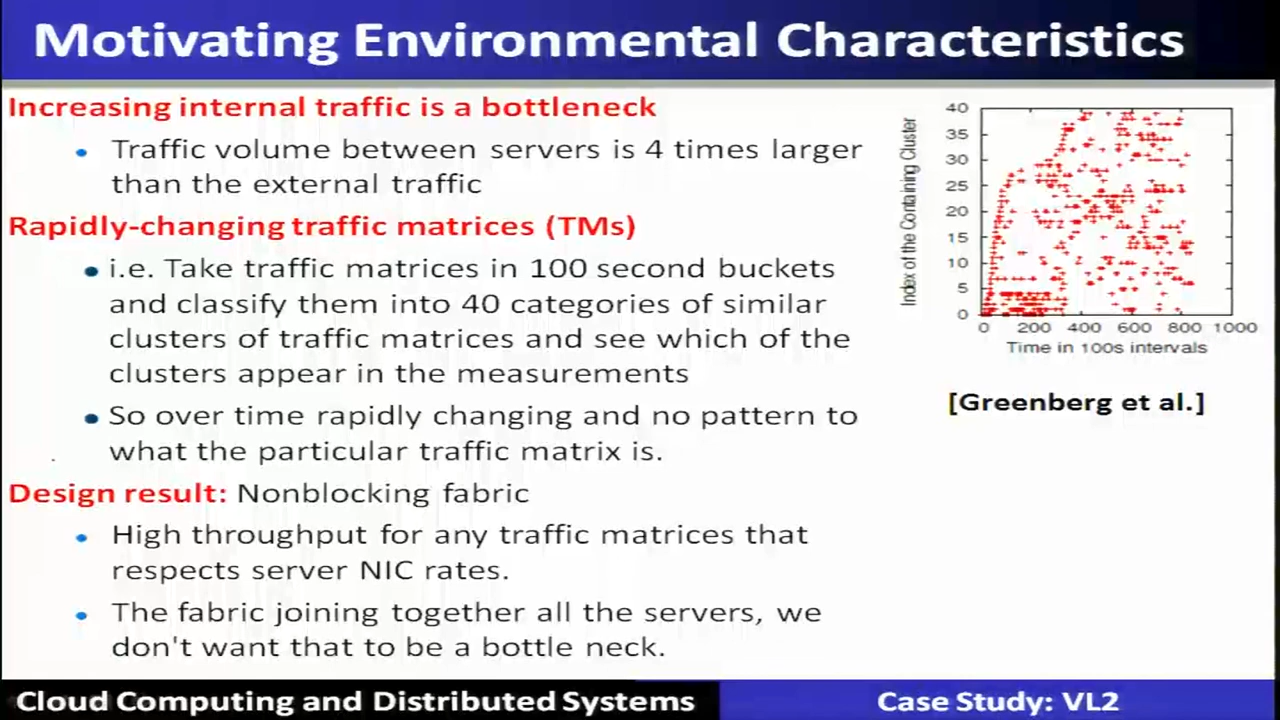 Motivating Environmental Characteristics
Increasing internal traffic is a bottleneck
• Traffic volume between servers is 4 times larger
than the external traffic
Rapidly-changing traffic matrices (TMs)
• i.e. Take traffic matrices in 100 second buckets
and classify them into 40 categories of similar
clusters of traffic matrices and see which of the
clusters appear in the measurements
• So over time rapidly changing and no pattern to
what the particular traffic matrix is.
Design result: Nonblocking fabric
• High throughput for any traffic matrices that
respects server NIC rates.
• The fabric joining together all the servers, we
don't want that to be a bottle neck.
Index of the Containing Cluster
40
35
30
25
20
15
10
5
0
0 200 400 600 800 1000
Time in 100s intervals
[Greenberg et al.]
Cloud Computing and Distributed Systems
Case Study: VL2